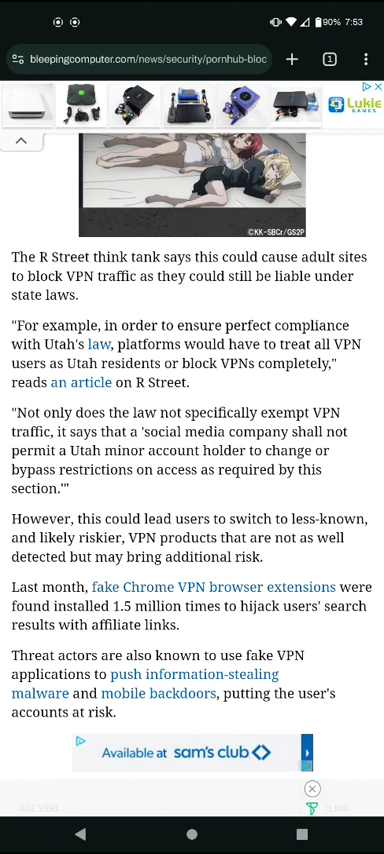 90% 7:53
bleepingcomputer.com/news/security/pornhub-bloc
1
Lukie
GAMES
©KK-SBCr/GS2P
The R Street think tank says this could cause adult sites
to block VPN traffic as they could still be liable under
state laws.
"For example, in order to ensure perfect compliance
with Utah's law, platforms would have to treat all VPN
users as Utah residents or block VPNs completely,"
reads an article on R Street.
"Not only does the law not specifically exempt VPN
traffic, it says that a 'social media company shall not
permit a Utah minor account holder to change or
bypass restrictions on access as required by this
section.'"
However, this could lead users to switch to less-known,
and likely riskier, VPN products that are not as well
detected but may bring additional risk.
Last month, fake Chrome VPN browser extensions were
found installed 1.5 million times to hijack users' search
results with affiliate links.
Threat actors are also known to use fake VPN
applications to push information-stealing
malware and mobile backdoors, putting the user's
accounts at risk.
Available at sam's club
AGE VERI